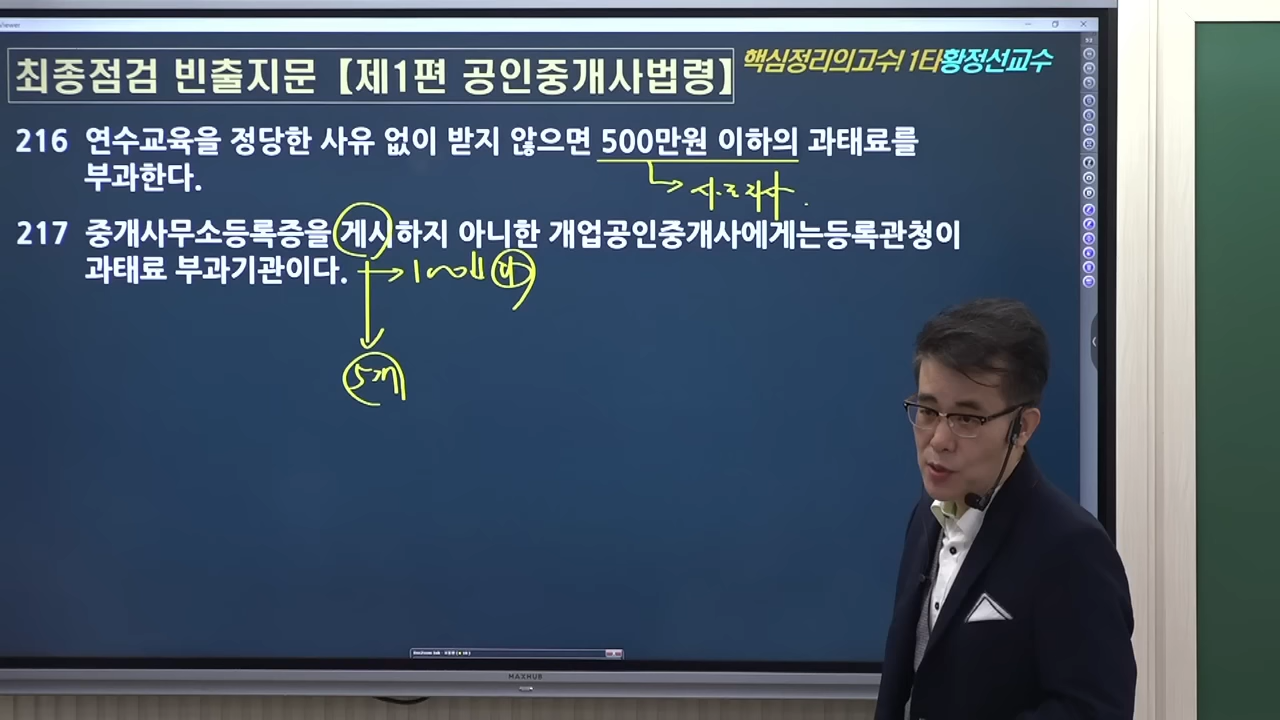 최종점검 빈출지문 【제1편 공인중개사법령】
핵심정리의고수! 1타황정선교수
216 연수교육을 정당한 사유 없이 받지 않으면 500만원 이하의 과태료를
부과한다.
217 중개사무소등록증을 게시하지 아니한 개업공인중개사에게는등록관청이
과태료 부과기관이다.
5개
MAXHUB